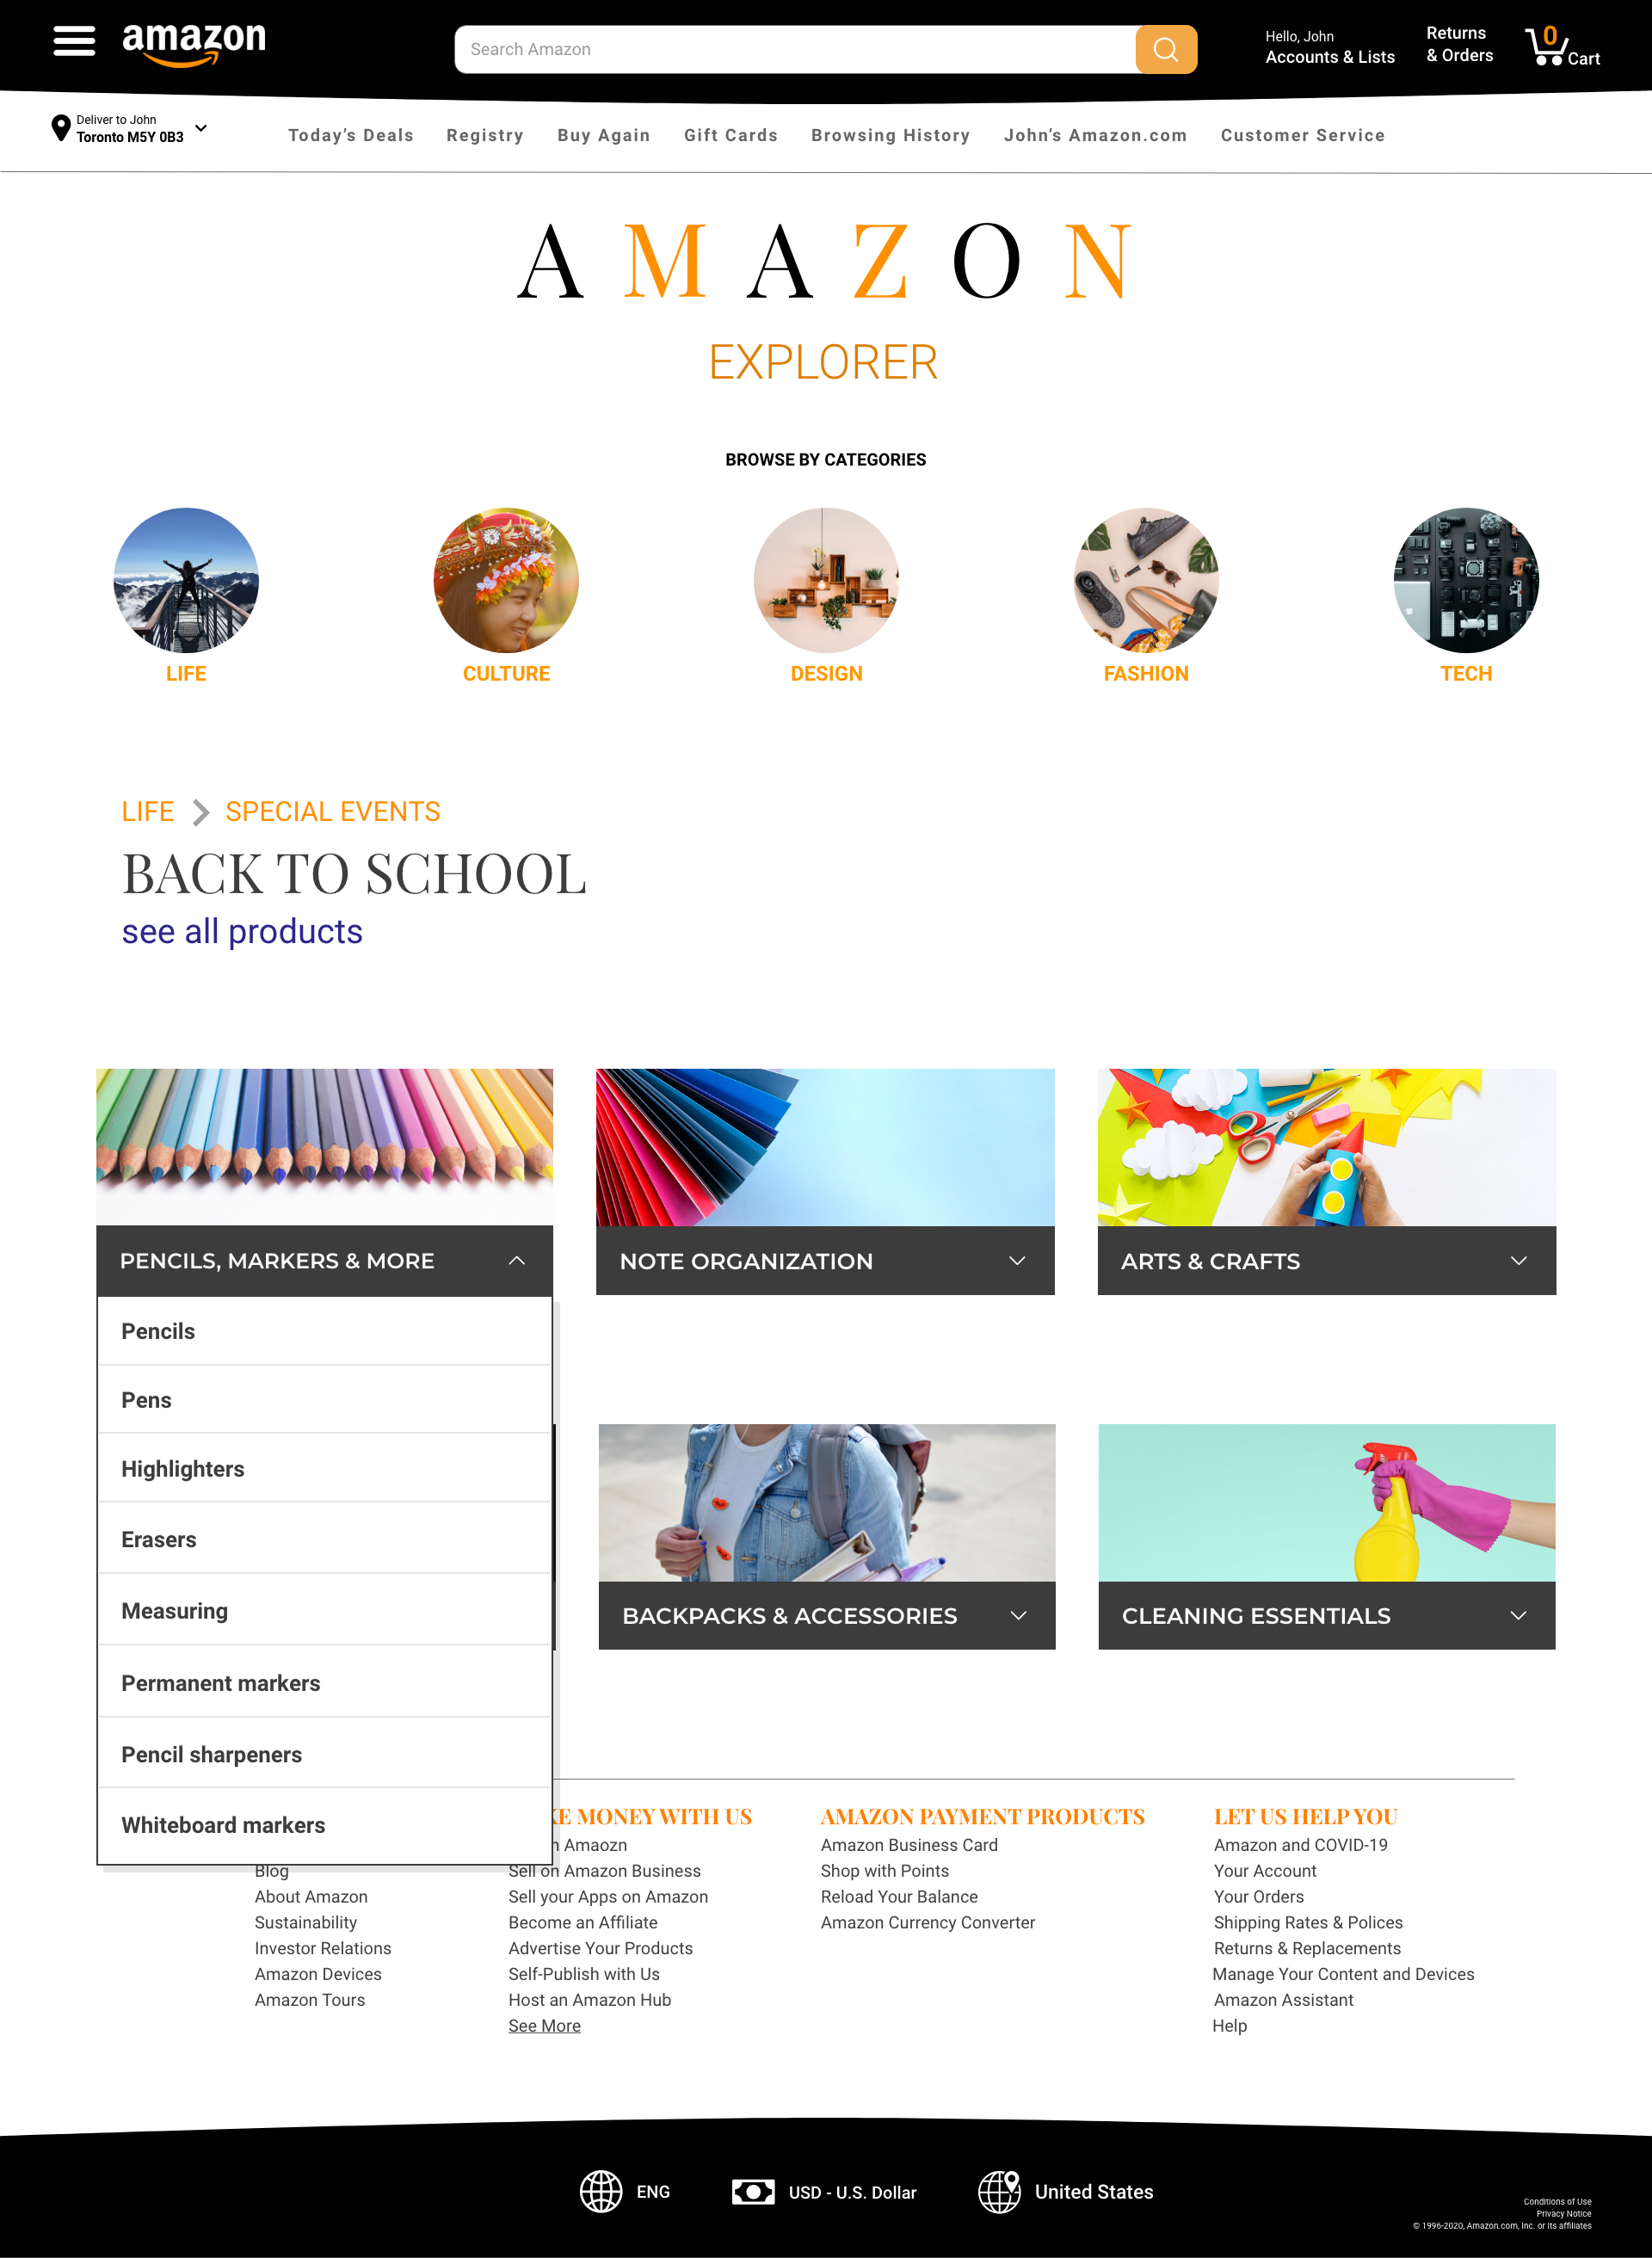 amazon
Search Amazon
Hello, John
Accounts & Lists
Returns
& Orders
0
Cart
Deliver to John
Toronto M5Y 0B3
Today’s Deals
Registry
Buy Again
Gift Cards
Browsing History
John’s Amazon.com
Customer Service
AMAZON
EXPLORER
BROWSE BY CATEGORIES
LIFE
CULTURE
DESIGN
FASHION
TECH
LIFE
SPECIAL EVENTS
BACK TO SCHOOL
see all products
PENCILS, MARKERS & MORE
NOTE ORGANIZATION
ARTS & CRAFTS
Pencils
Pens
Highlighters
Erasers
Measuring
Permanent markers
Pencil sharpeners
Whiteboard markers
BACKPACKS & ACCESSORIES
CLEANING ESSENTIALS
Blog
About Amazon
Sustainability
Investor Relations
Amazon Devices
Amazon Tours
MONEY WITH US
Amaozn
Sell on Amazon Business
Sell your Apps on Amazon
Become an Affiliate
Advertise Your Products
Self-Publish with Us
Host an Amazon Hub
See More
AMAZON PAYMENT PRODUCTS
Amazon Business Card
Shop with Points
Reload Your Balance
Amazon Currency Converter
LET US HELP YOU
Amazon and COVID-19
Your Account
Your Orders
Shipping Rates & Polices
Returns & Replacements
Manage Your Content and Devices
Amazon Assistant
Help
ENG
USD - U.S. Dollar
United States
Conditions of Use
Privacy Notice
© 1996-2020, Amazon.com, Inc. or its affiliates